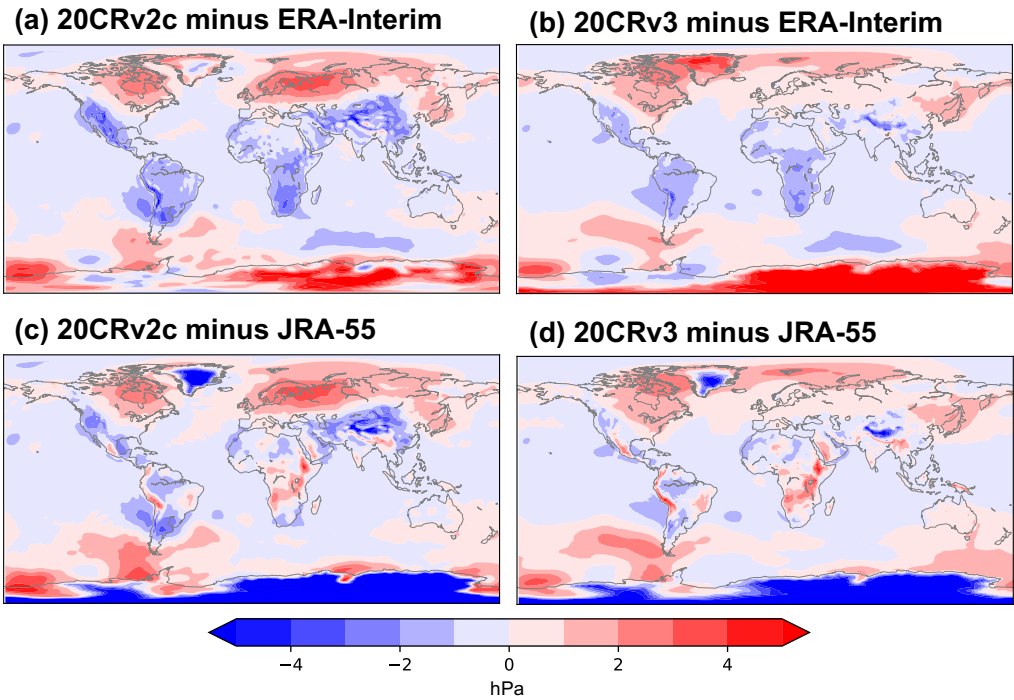 (a) 20CRv2c minus ERA-Interim
(b) 20CRv3 minus ERA-Interim
(c) 20CRv2c minus JRA-55
(d) 20CRv3 minus JRA-55
−4 −2 0 2 4
hPa